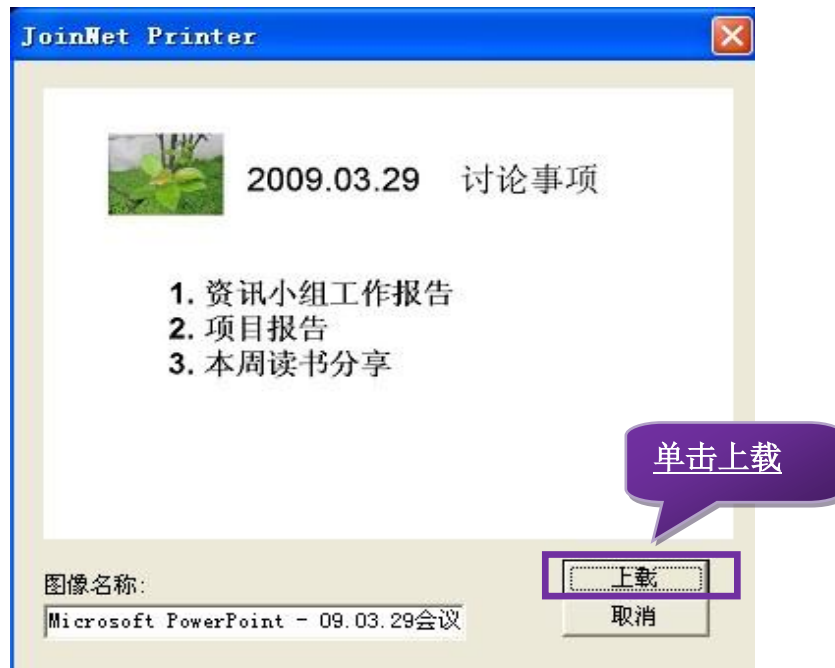 JoinNet Printer
2009.03.29 讨论事项
1. 资讯小组工作报告
2. 项目报告
3. 本周读书分享
单击上载
图像名称:
上载
Microsoft PowerPoint - 09.03.29会议
取消